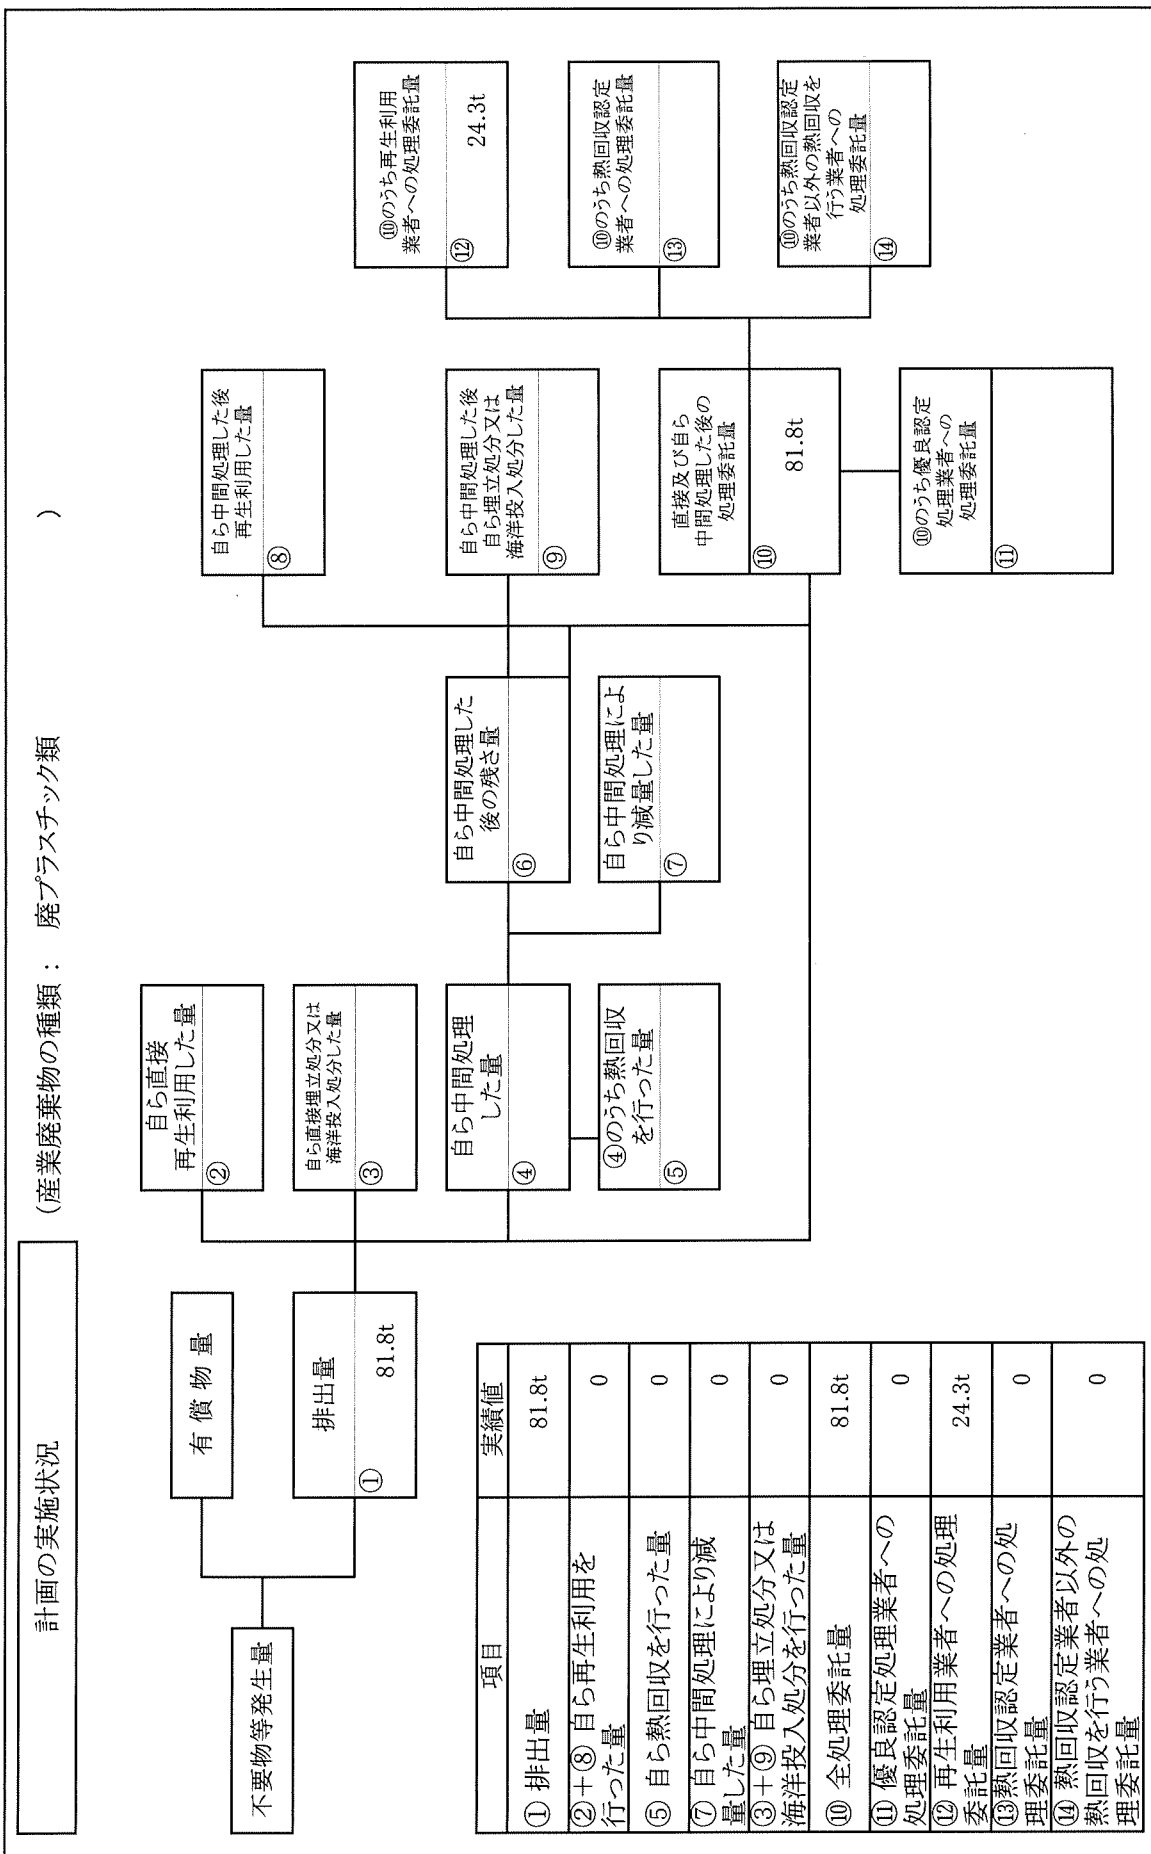 計画の実施状況
(産業廃棄物の種類： 廃プラスチック類 )
不要物等発生量
有償物量
排出量
① 81.8t
自ら直接
再生利用した量
②
自ら直接埋立処分又は
海洋投入処分した量
③
自ら中間処理
した量
④
④のうち熱回収
を行った量
⑤
自ら中間処理した
後の残さ量
⑥
自ら中間処理によ
り減量した量
⑦
自ら中間処理した後
再生利用した量
⑧
自ら中間処理した後
自ら埋立処分又は
海洋投入処分した量
⑨
直接及び自ら
中間処理した後の
処理委託量
⑩ 81.8t
⑩のうち優良認定
処理業者への
処理委託量
⑪
⑩のうち再生利用
業者への処理委託量
⑫ 24.3t
⑩のうち熱回収認定
業者への処理委託量
⑬
⑩のうち熱回収認定
業者以外の熱回収を
行う業者への
処理委託量
⑭
項目 実績値
① 排出量 81.8t
②＋⑧ 自ら再生利用を
行った量 0
⑤ 自ら熱回収を行った量 0
⑦ 自ら中間処理により減
量した量 0
③＋⑨ 自ら埋立処分又は
海洋投入処分を行った量 0
⑩ 全処理委託量 81.8t
⑪ 優良認定処理業者への
処理委託量 0
⑫ 再生利用業者への処理
委託量 24.3t
⑬熱回収認定業者への処
理委託量 0
⑭ 熱回収認定業者以外の
熱回収を行う業者への処
理委託量 0